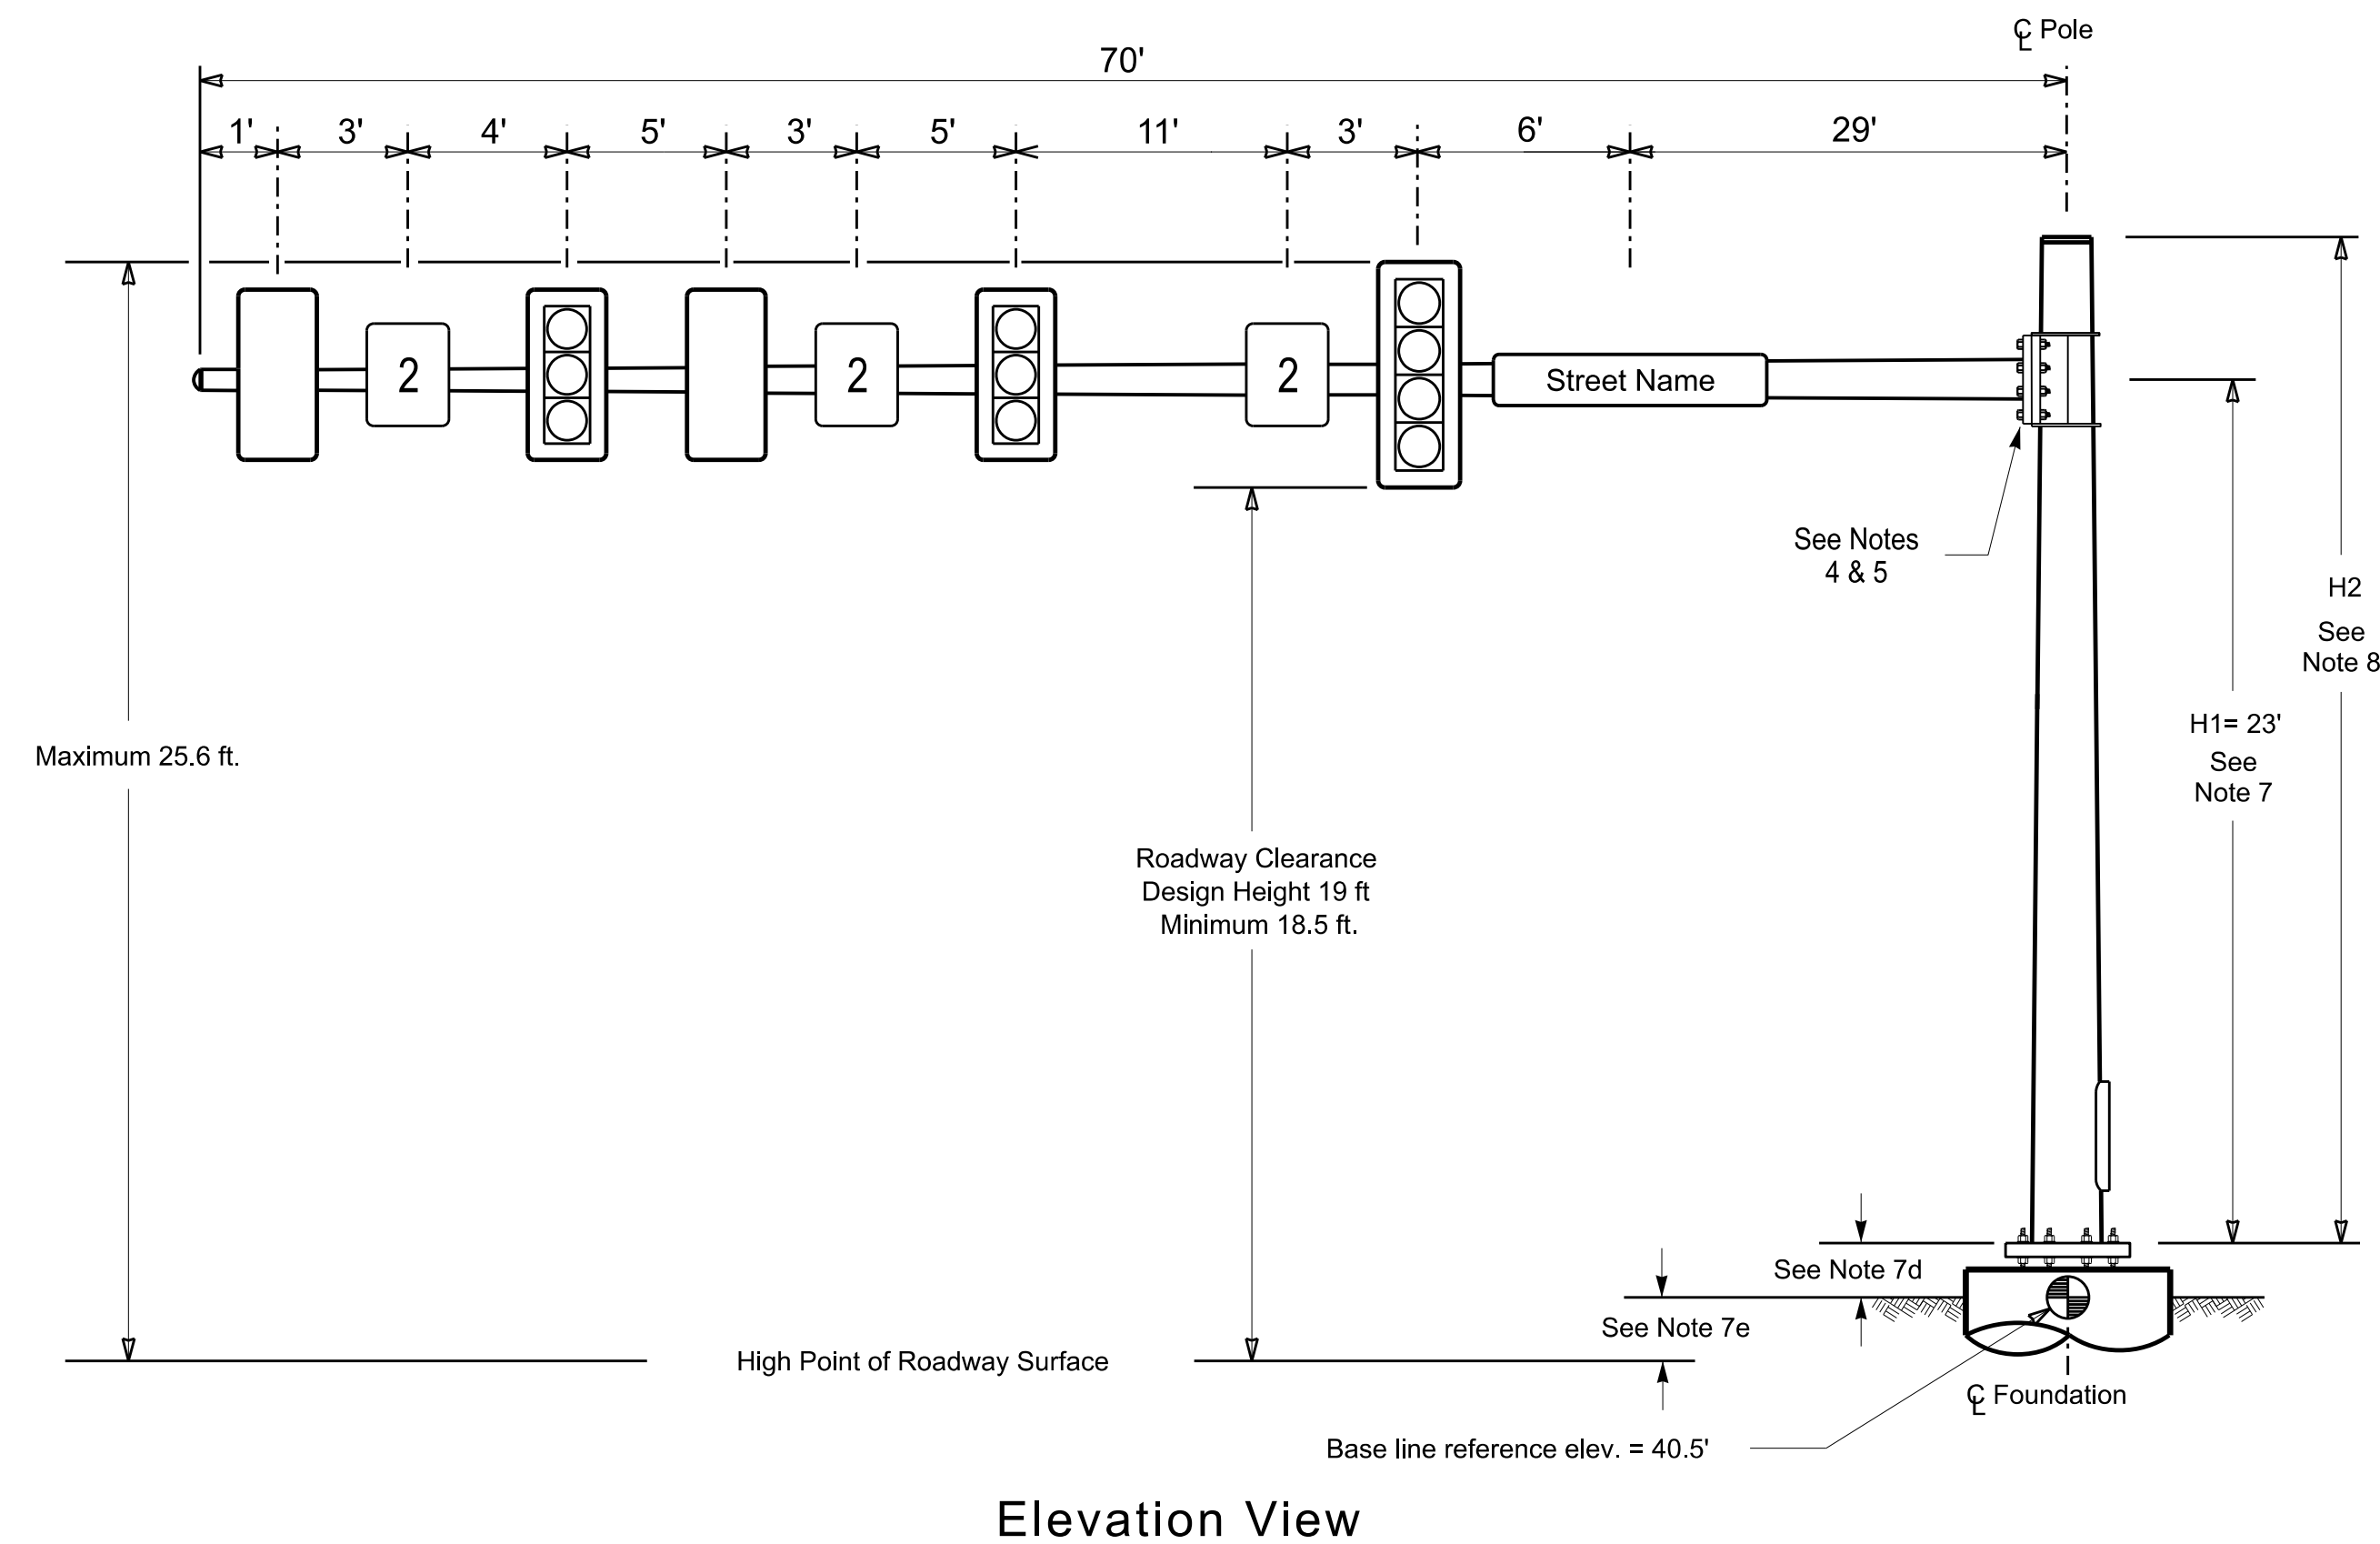 ℄ Pole
70'
1' 3' 4' 5' 3' 5' 11' 3' 6' 29'
2 2 2 Street Name
See Notes
4 & 5
H2
See
Note 8
H1= 23'
See
Note 7
Maximum 25.6 ft.
Roadway Clearance
Design Height 19 ft
Minimum 18.5 ft.
See Note 7d
See Note 7e
High Point of Roadway Surface
℄ Foundation
Base line reference elev. = 40.5'
Elevation View